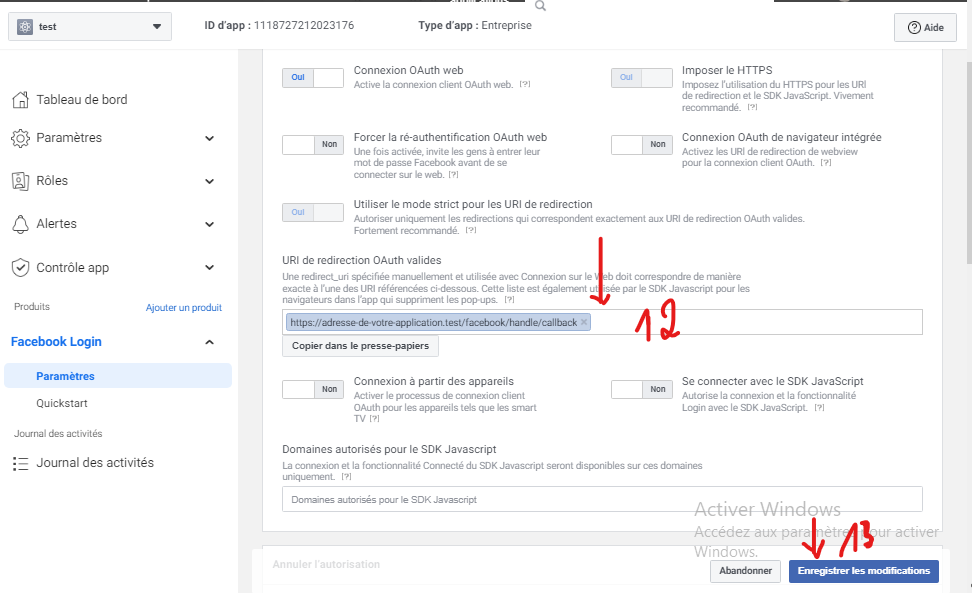 test
ID d'app : 1118727212023176
Type d'app : Entreprise
Aide
Tableau de bord
Paramètres
Rôles
Alertes
Contrôle app
Produits
Ajouter un produit
Facebook Login
Paramètres
Quickstart
Journal des activités
Journal des activités
Oui
Connexion OAuth web
Active la connexion client OAuth web. [?]
Oui
Imposer le HTTPS
Imposez l'utilisation du HTTPS pour les URI
de redirection et le SDK JavaScript. Vivement
recommandé. [?]
Non
Forcer la ré-authentification OAuth web
Une fois activée, invite les gens à entrer leur
mot de passe Facebook avant de se
connecter sur le web. [?]
Non
Connexion OAuth de navigateur intégrée
Activez les URI de redirection de webview
pour la connexion client OAuth. [?]
Oui
Utiliser le mode strict pour les URI de redirection
Autoriser uniquement les redirections qui correspondent exactement aux URI de redirection OAuth valides.
Fortement recommandé. [?]
URI de redirection OAuth valides
Une redirect_uri spécifiée manuellement et utilisée avec Connexion sur le Web doit correspondre de manière
exacte à l'une des URI référencées ci-dessous. Cette liste est également utilisée par le SDK Javascript pour les
navigateurs dans l'app qui suppriment les pop-ups. [?]
https://adresse-de-votre-application.test/facebook/handle/callback ×
12
Copier dans le presse-papiers
Non
Connexion à partir des appareils
Activer le processus de connexion client
OAuth pour les appareils tels que les smart
TV [?]
Non
Se connecter avec le SDK JavaScript
Autorise la connexion et la fonctionnalité
Login avec le SDK JavaScript. [?]
Domaines autorisés pour le SDK Javascript
La connexion et la fonctionnalité Connecté du SDK Javascript seront disponibles sur ces domaines
uniquement. [?]
Domaines autorisés pour le SDK Javascript
Activer Windows
Accédez aux paramètres pour activer
Windows.
13
Annuler l'autorisation
Abandonner
Enregistrer les modifications